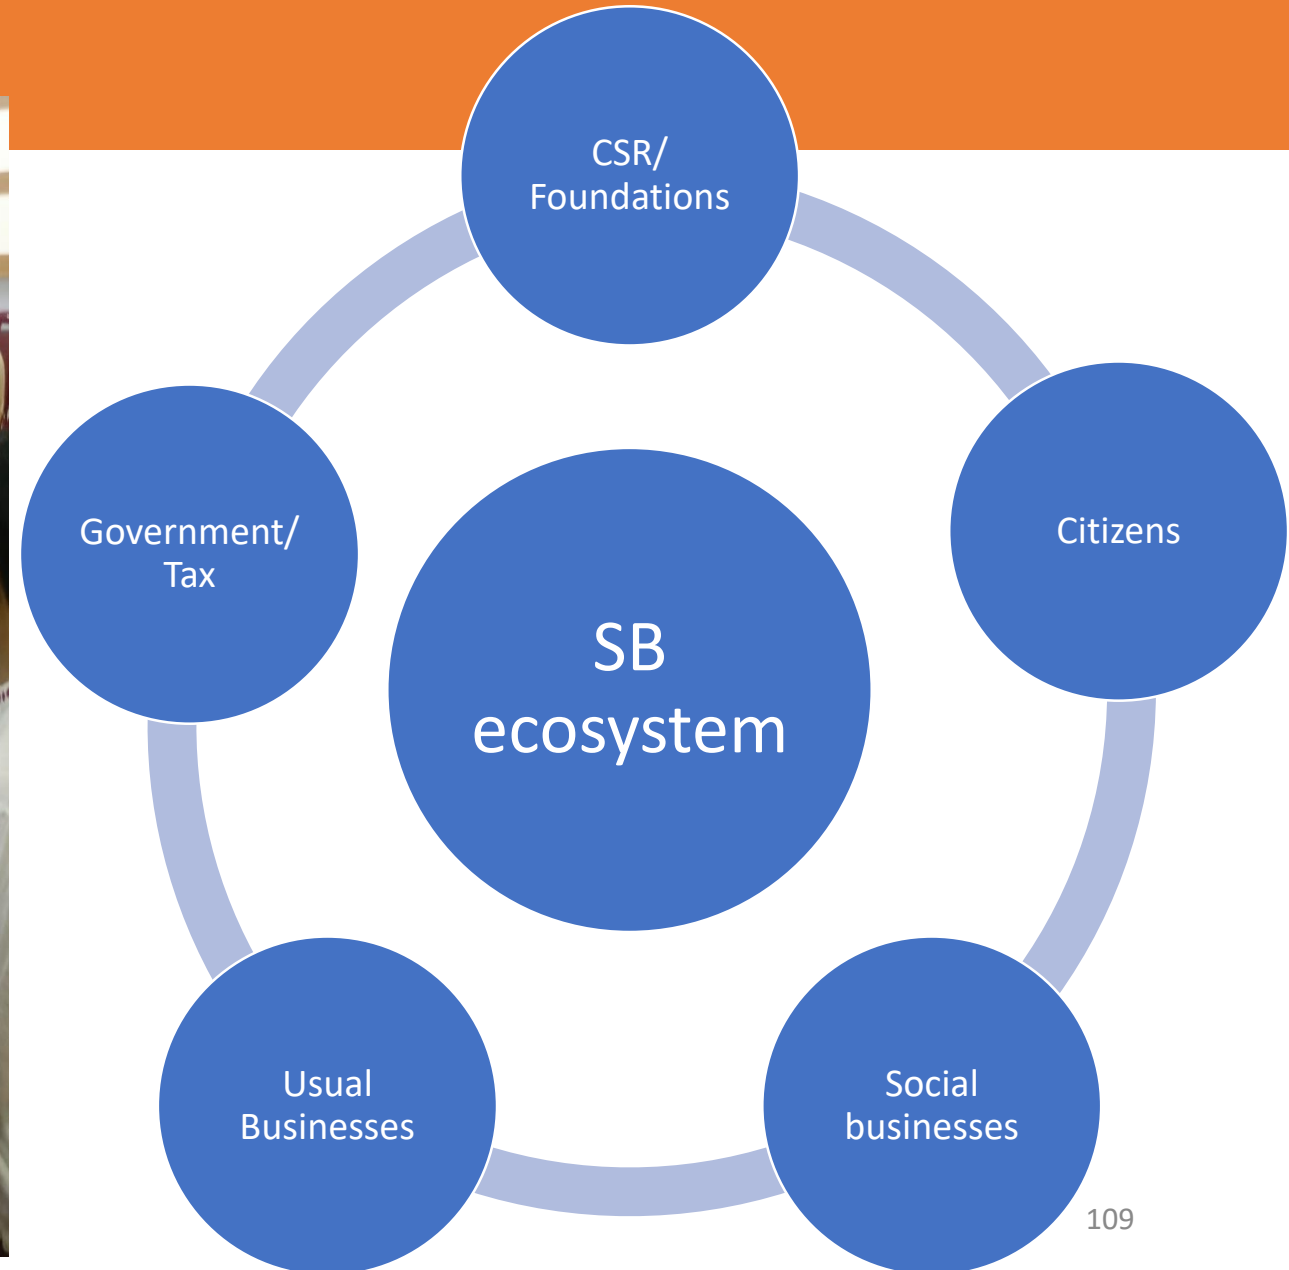 CSR/
Foundations
Citizens
Social
businesses
Usual
Businesses
Government/
Tax
SB
ecosystem
109